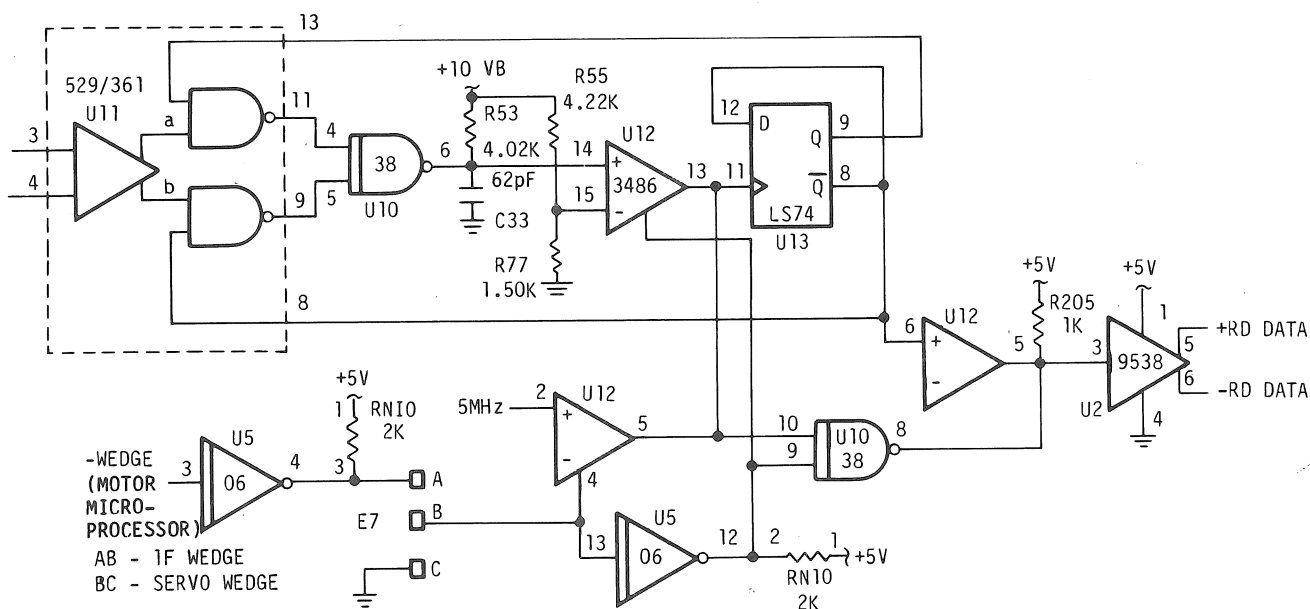 13
529/361
U11
3
4
a
b
11
9
8
4
5
38
U10
6
+10 VB
R53
4.02K
62pF
C33
R55
4.22K
R77
1.50K
14
15
U12
+
3486
-
13
11
12
D
Q
9
Q
8
LS74
U13
6
U12
+
-
5
+5V
R205
1K
+5V
1
3
9538
U2
4
5
6
+RD DATA
-RD DATA
5MHz
2
U12
+
-
5
4
10
9
U10
38
8
+5V
1
RN10
2K
3
-WEDGE
(MOTOR
MICRO-
PROCESSOR)
3
U5
06
4
A
E7
B
C
AB - IF WEDGE
BC - SERVO WEDGE
13
U5
06
12
2
1
+5V
RN10
2K